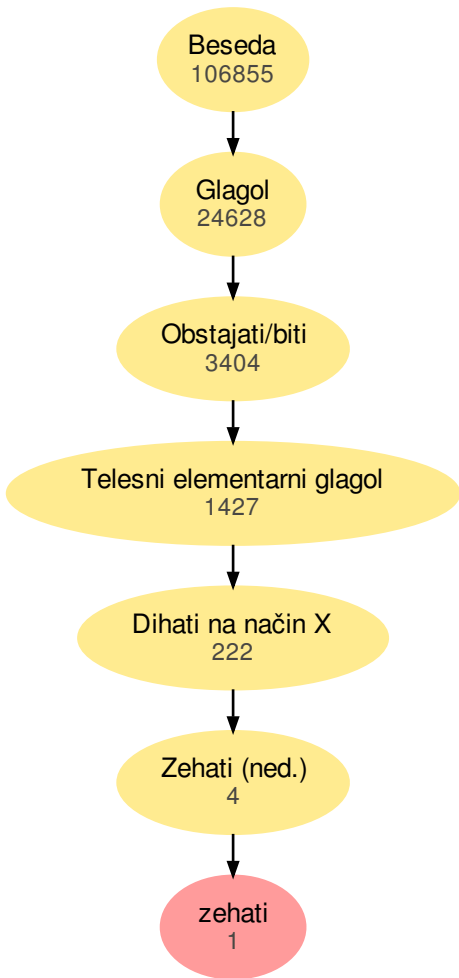 Beseda
106855
Glagol
24628
Obstajati/biti
3404
Telesni elementarni glagol
1427
Dihati na način X
222
Zehati (ned.)
4
zehati
1